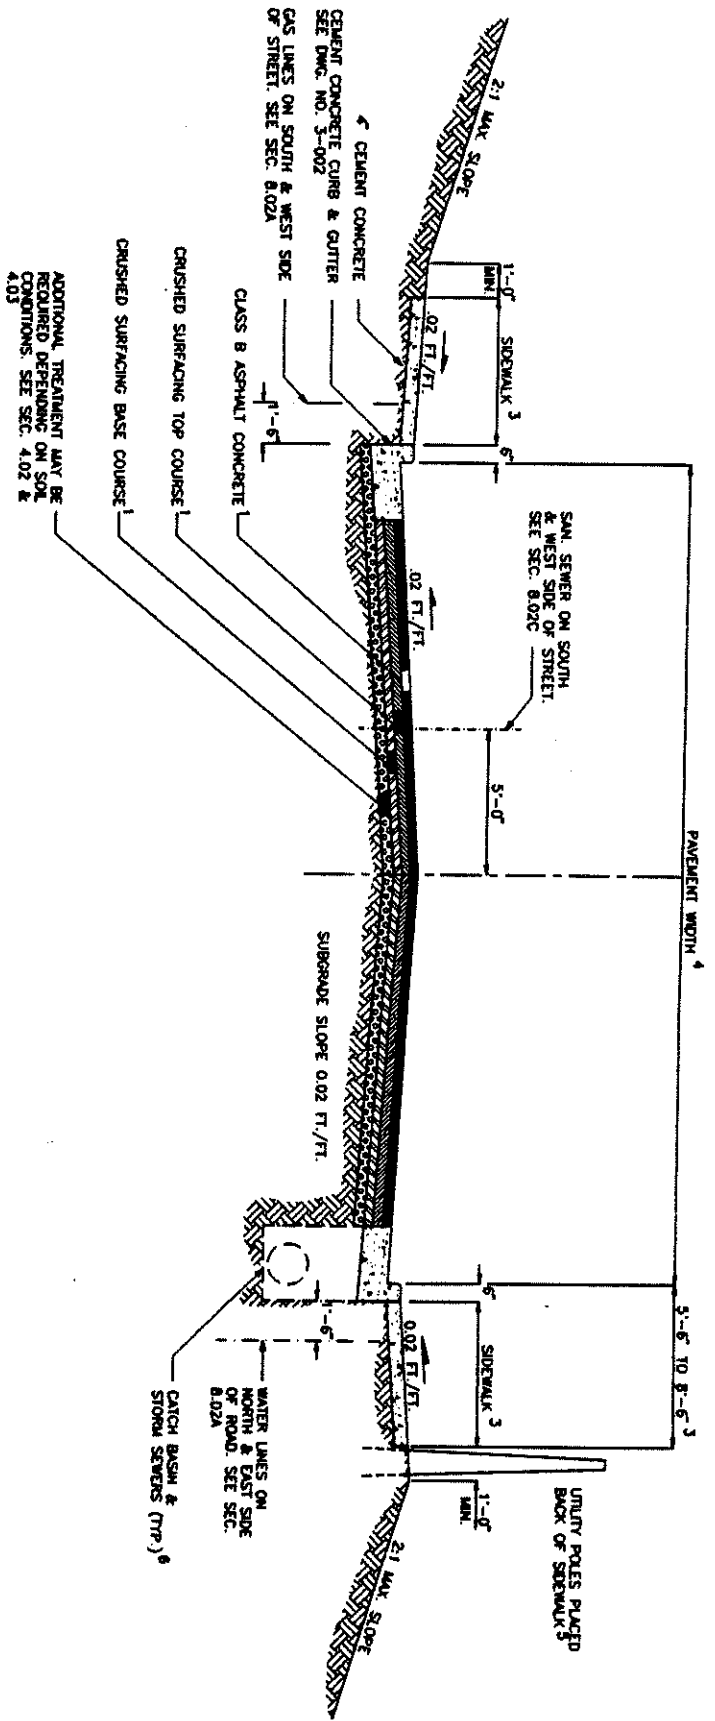 PAVEMENT WIDTH 4
5'-6" TO 8'-6" 3
UTILITY POLES PLACED
BACK OF SIDEWALK 5
2:1 MAX. SLOPE
1'-0"
MIN.
SIDEWALK 3
6"
SAN. SEWER ON SOUTH
& WEST SIDE OF STREET.
SEE SEC. 8.02C
5'-0"
6"
SIDEWALK 3
1'-0"
MIN.
.02 FT./FT.
.02 FT./FT.
0.02 FT./FT.
2:1 MAX. SLOPE
4" CEMENT CONCRETE
CEMENT CONCRETE CURB & GUTTER
SEE DWG. NO. 3-002
GAS LINES ON SOUTH & WEST SIDE
OF STREET. SEE SEC. 8.02A
1'-6"
CLASS B ASPHALT CONCRETE 1
CRUSHED SURFACING TOP COURSE 1
CRUSHED SURFACING BASE COURSE 1
ADDITIONAL TREATMENT MAY BE
REQUIRED DEPENDING ON SOIL
CONDITIONS. SEE SEC. 4.02 &
4.03
SUBGRADE SLOPE 0.02 FT./FT.
1'-6"
WATER LINES ON
NORTH & EAST SIDE
OF ROAD. SEE SEC.
8.02A
CATCH BASIN &
STORM SEWERS (TYP.) 6